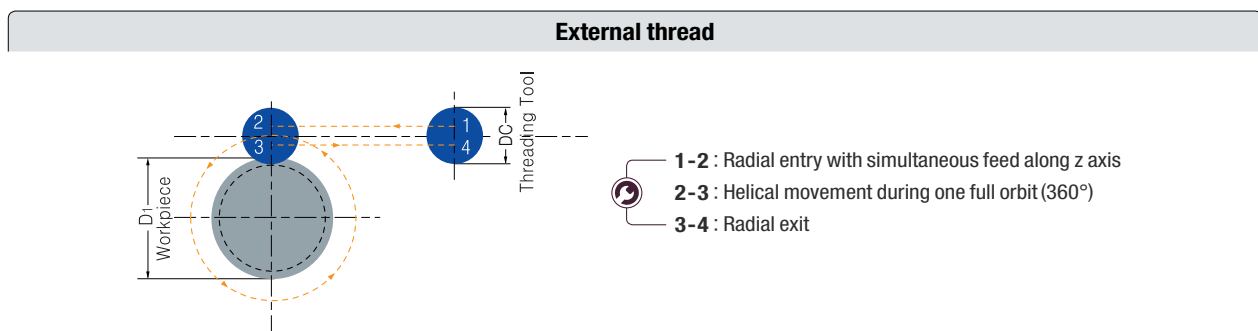 External thread
2
3
1
4
DC
Threading Tool
D1
Workpiece
1-2 : Radial entry with simultaneous feed along z axis
2-3 : Helical movement during one full orbit (360°)
3-4 : Radial exit